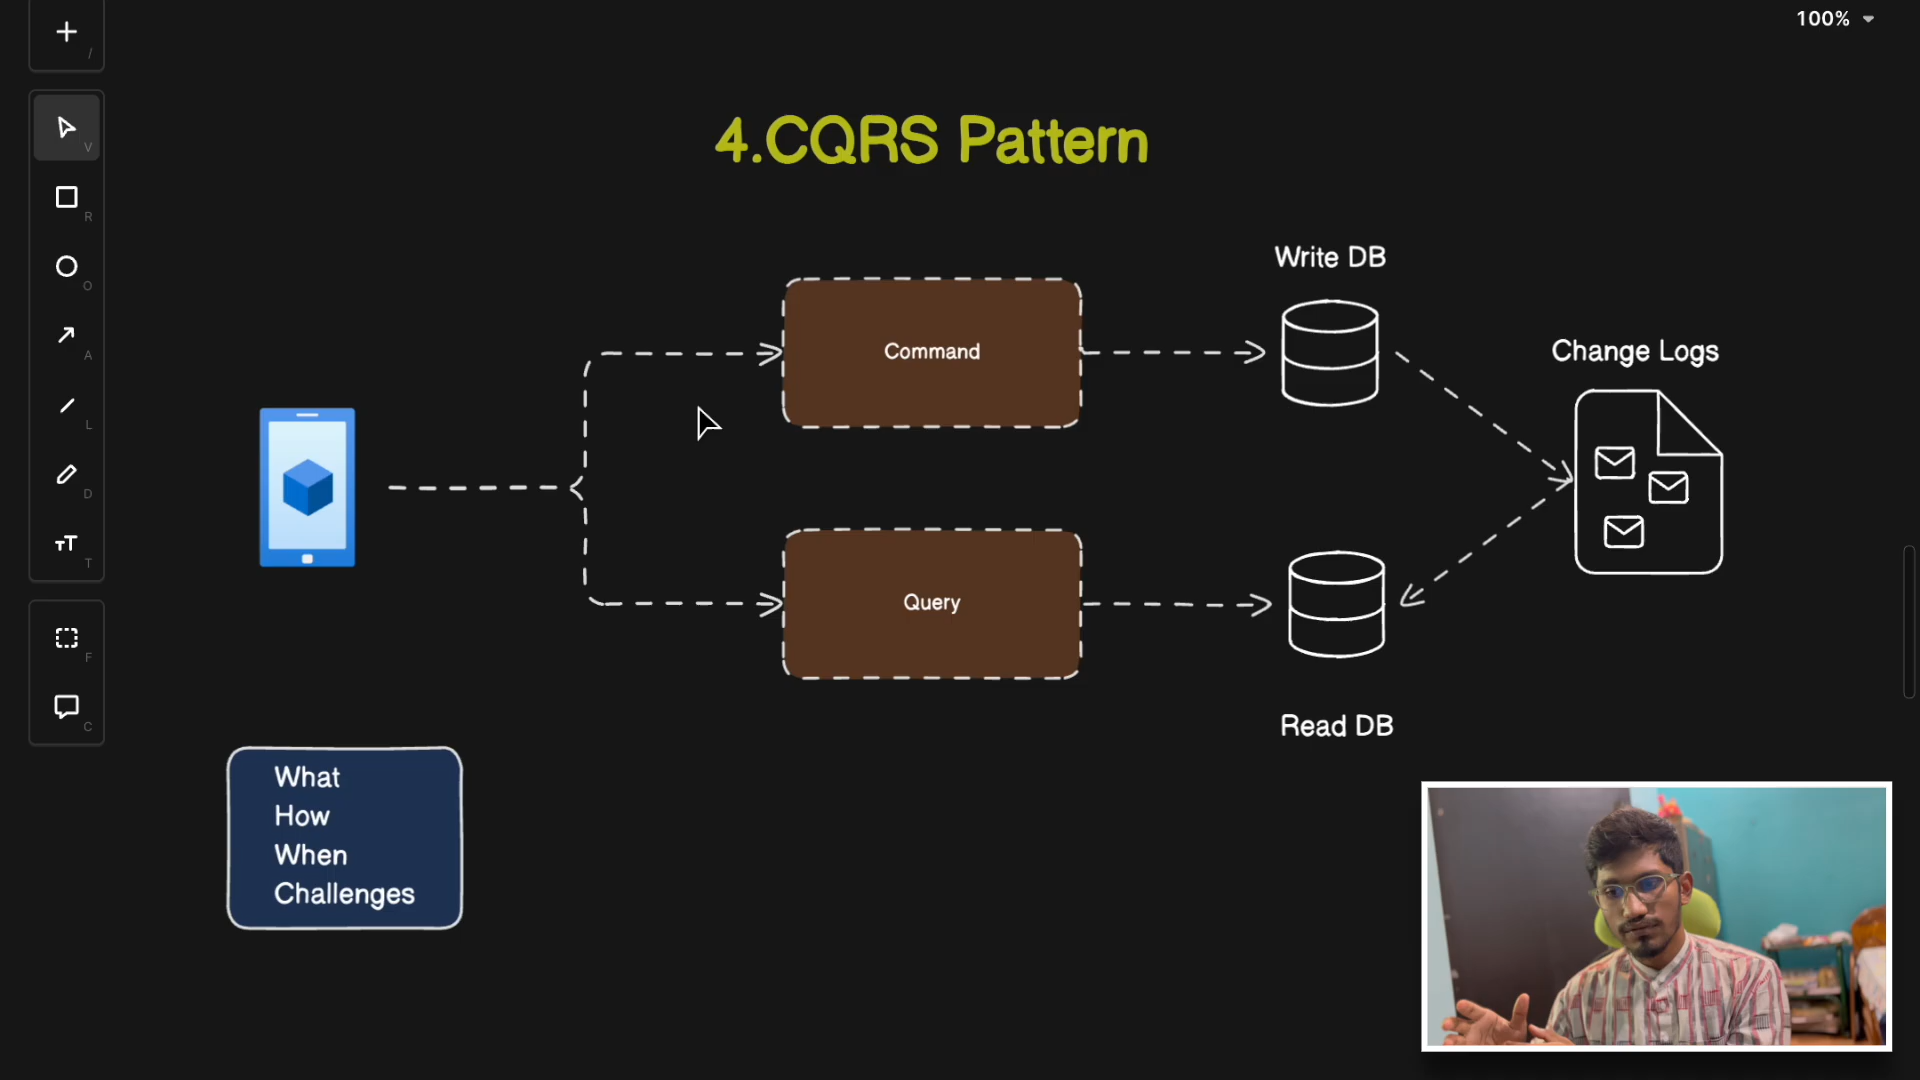 100%
/
V
R
O
A
L
D
T
F
C
4.CQRS Pattern
Write DB
Command
Change Logs
Query
Read DB
What
How
When
Challenges